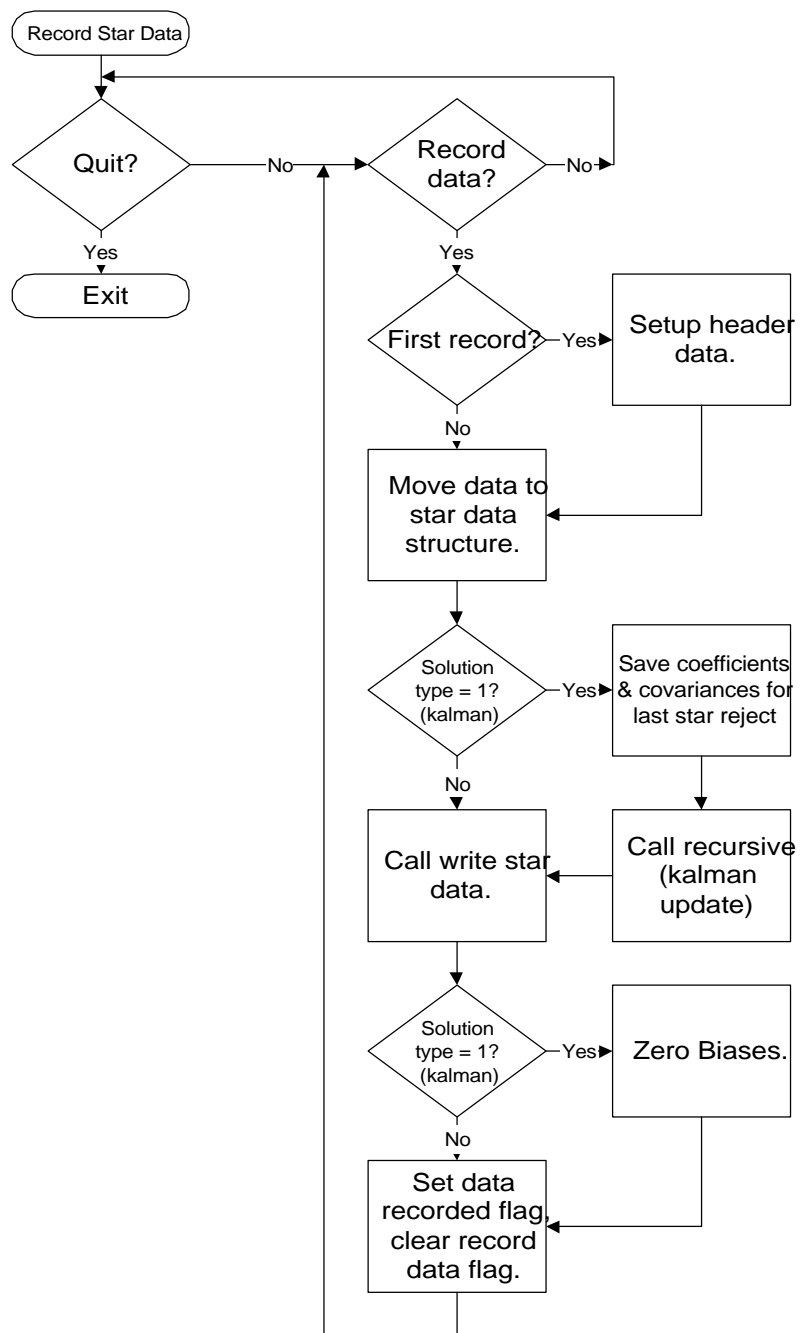 Record Star Data
Quit?
No
Record
data?
No
Yes
Exit
Yes
First record?
Yes
Setup header
data.
No
Move data to
star data
structure.
Solution
type = 1?
(kalman)
Yes
Save coefficients
& covariances for
last star reject
No
Call write star
data.
Call recursive
(kalman
update)
Solution
type = 1?
(kalman)
Yes
Zero Biases.
No
Set data
recorded flag,
clear record
data flag.